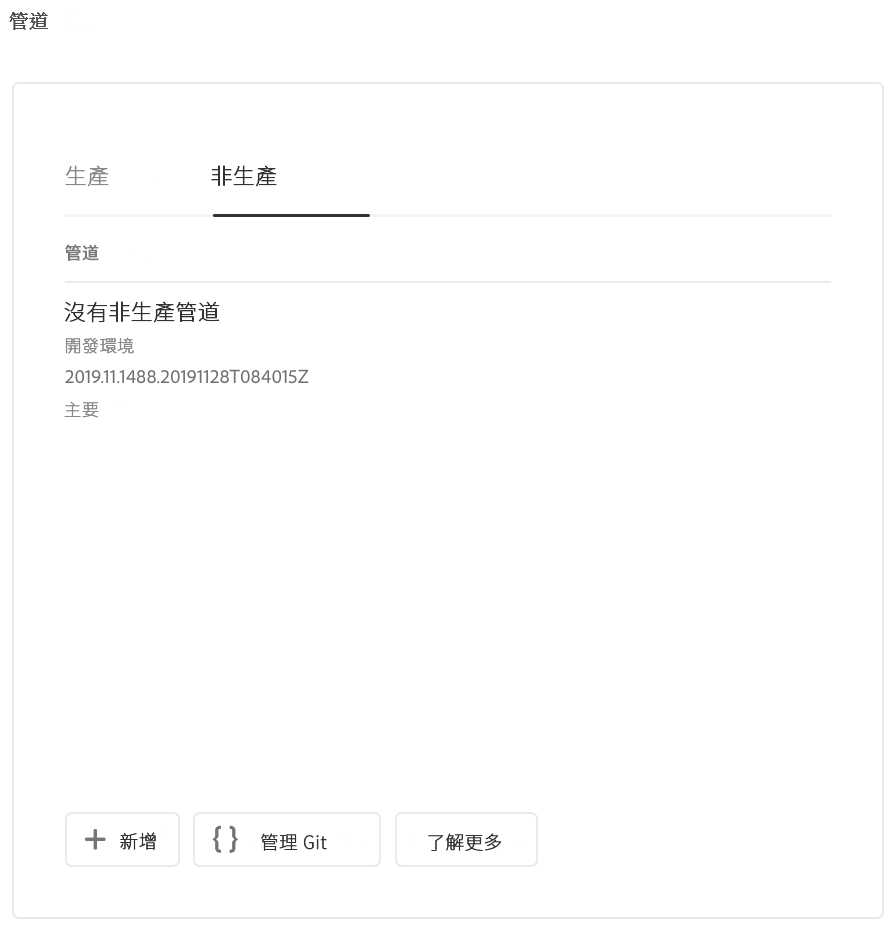 管道
生產 非生產
管道
沒有非生產管道
開發環境
2019.11.1488.20191128T084015Z
主要
新增 管理 Git 了解更多